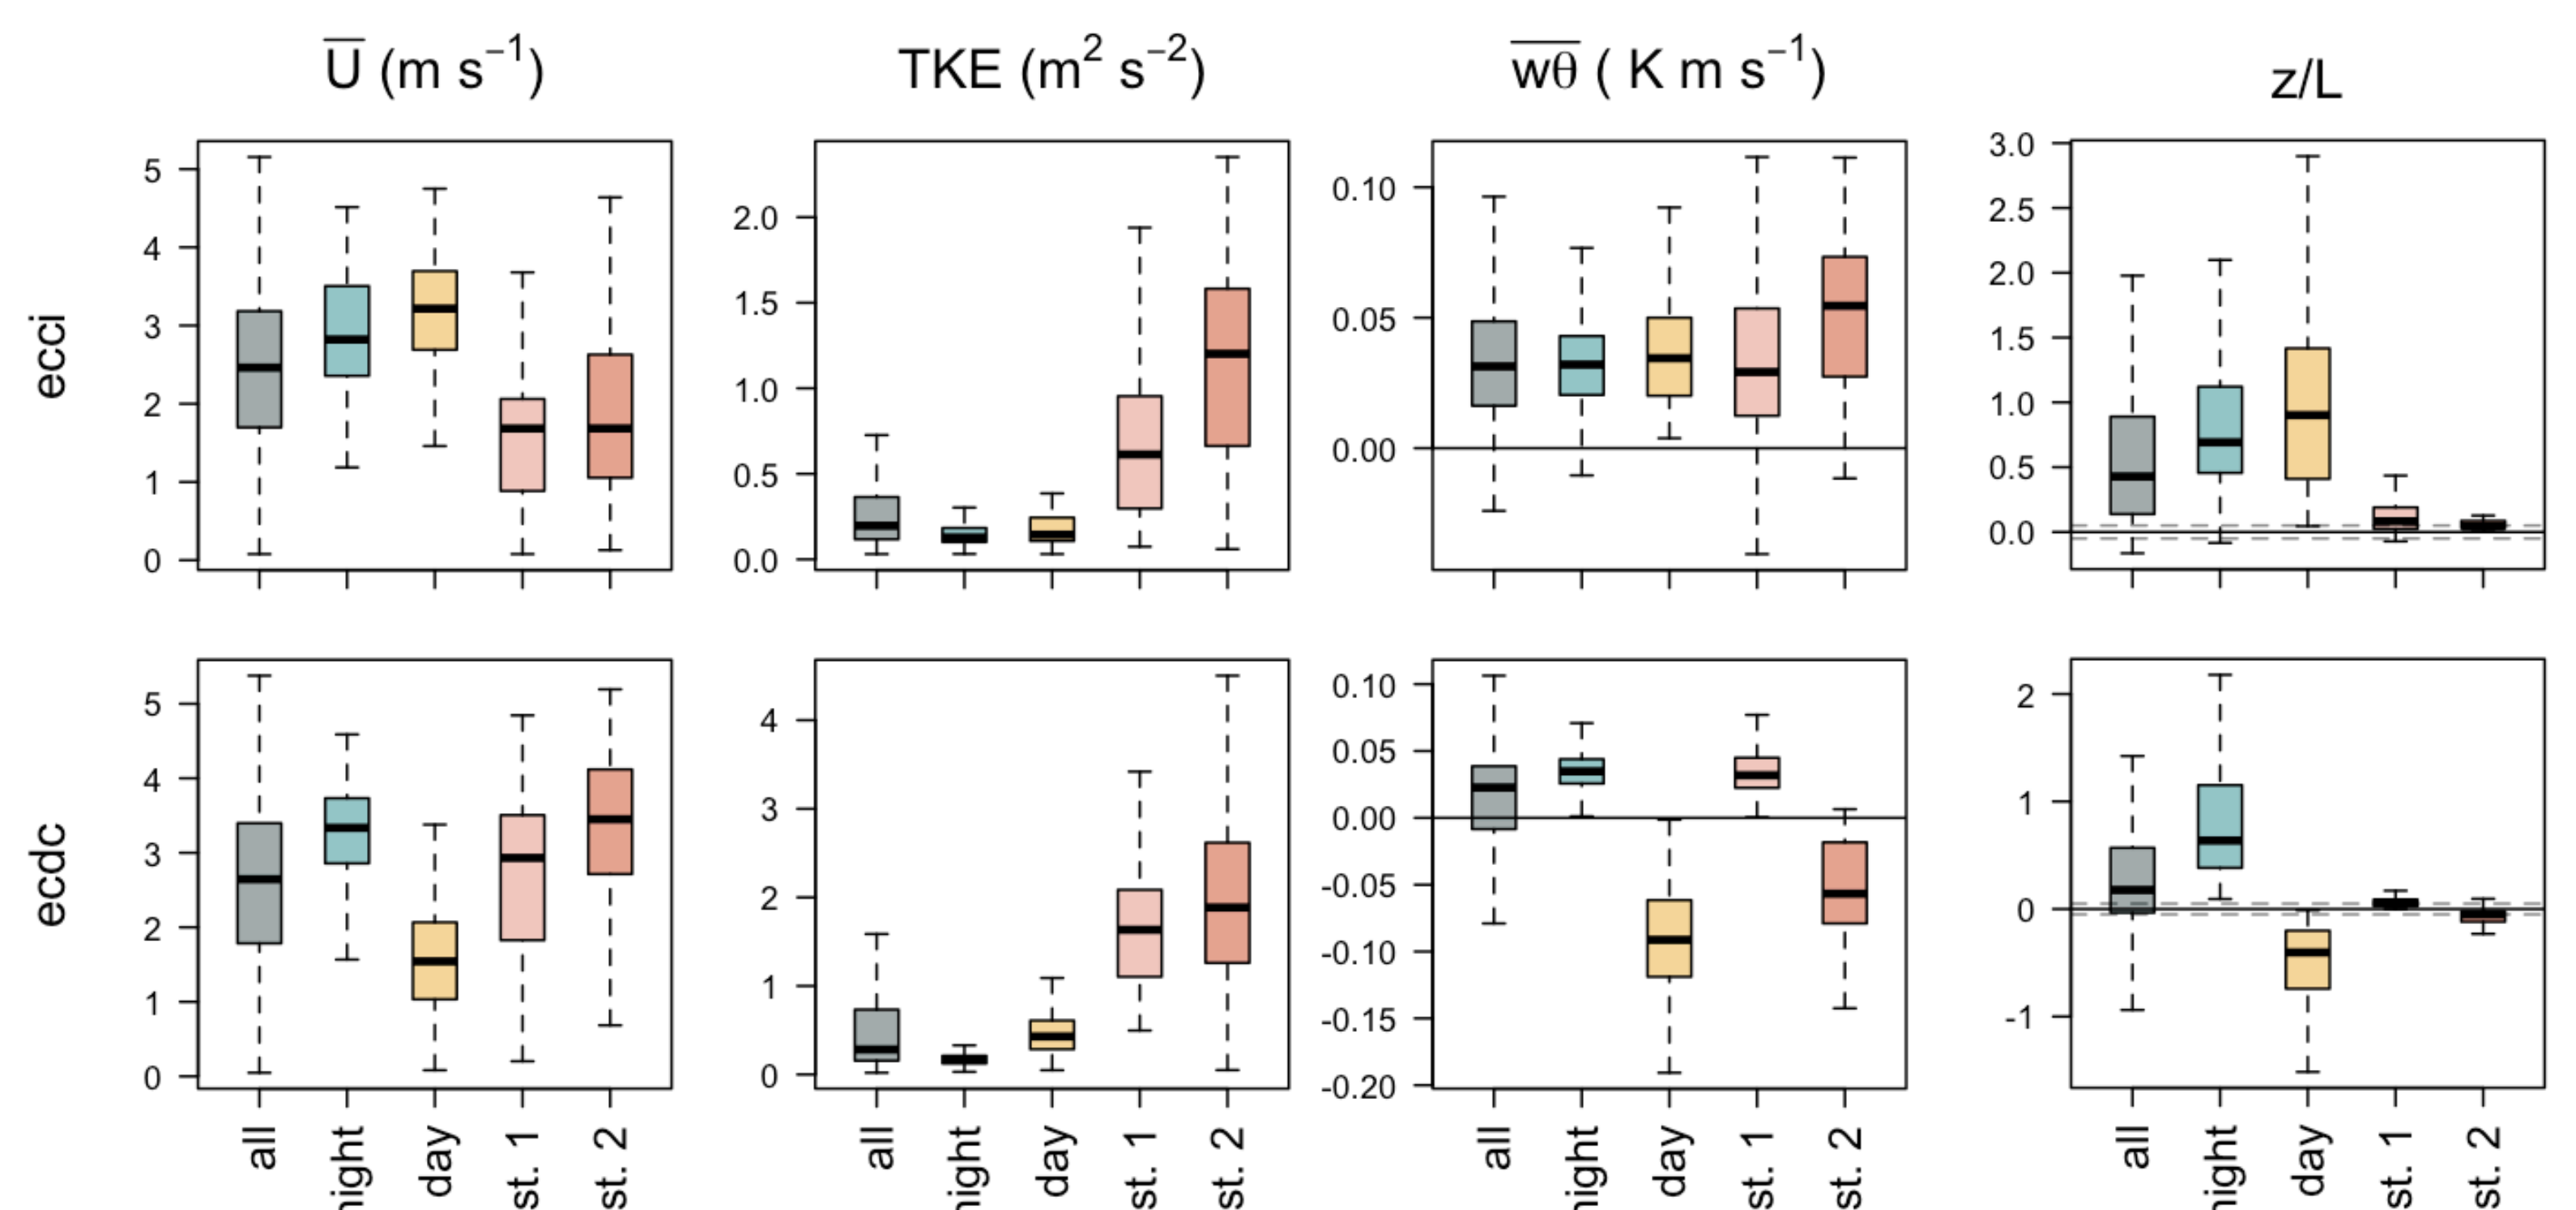 U̅ (m s⁻¹) TKE (m² s⁻²) w̅θ̅ ( K m s⁻¹) z/L
ecci
5 4 3 2 1 0
2.0 1.5 1.0 0.5 0.0
0.10 0.05 0.00
3.0 2.5 2.0 1.5 1.0 0.5 0.0
ecdc
5 4 3 2 1 0
4 3 2 1 0
0.10 0.05 0.00 -0.05 -0.10 -0.15 -0.20
2 1 0 -1
all night day st. 1 st. 2
all night day st. 1 st. 2
all night day st. 1 st. 2
all night day st. 1 st. 2